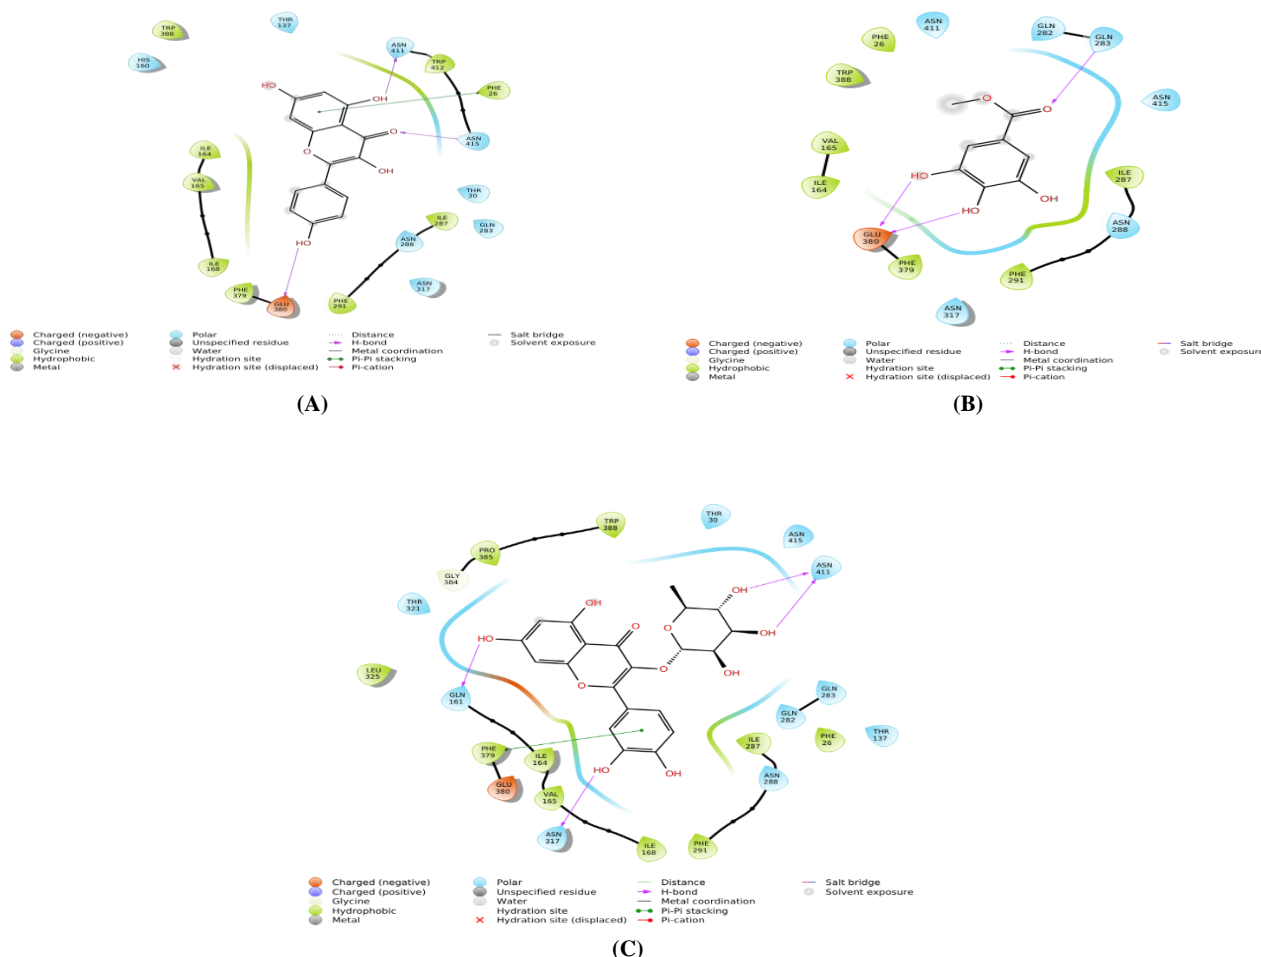 THR
137
TRP
388
HIS
160
ASN
411
TRP
412
PHE
26
HO
OH
O
ASN
415
O
OH
ILE
164
VAL
165
THR
30
ILE
287
GLN
283
ASN
288
HO
ILE
168
ASN
317
PHE
379
GLU
380
PHE
291
Charged (negative)
Charged (positive)
Glycine
Hydrophobic
Metal
Polar
Unspecified residue
Water
Hydration site
Hydration site (displaced)
Distance
H-bond
Metal coordination
Pi-Pi stacking
Pi-cation
Salt bridge
Solvent exposure
(A)
ASN
411
GLN
282
GLN
283
PHE
26
TRP
388
O
O
ASN
415
VAL
165
ILE
164
HO
ILE
287
OH
HO
GLU
380
ASN
288
PHE
379
PHE
291
ASN
317
Charged (negative)
Charged (positive)
Glycine
Hydrophobic
Metal
Polar
Unspecified residue
Water
Hydration site
Hydration site (displaced)
Distance
H-bond
Metal coordination
Pi-Pi stacking
Pi-cation
Salt bridge
Solvent exposure
(B)
THR
30
TRP
388
ASN
415
PRO
385
ASN
411
GLY
384
THR
321
OH
OH
HO
O
O
OH
O
OH
O
LEU
325
GLN
161
GLN
283
GLN
282
PHE
26
THR
137
ILE
287
PHE
379
ILE
164
GLU
380
HO
OH
ASN
288
VAL
165
ASN
317
ILE
168
PHE
291
Charged (negative)
Charged (positive)
Glycine
Hydrophobic
Metal
Polar
Unspecified residue
Water
Hydration site
Hydration site (displaced)
Distance
H-bond
Metal coordination
Pi-Pi stacking
Pi-cation
Salt bridge
Solvent exposure
(C)